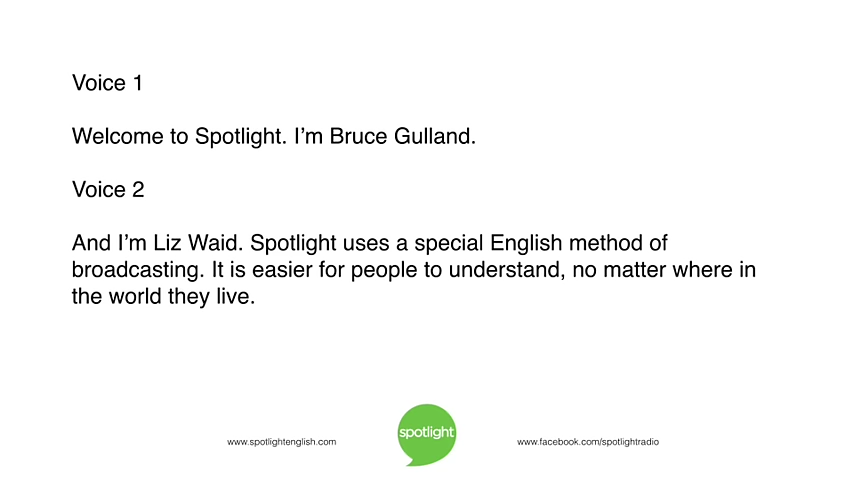 Voice 1
Welcome to Spotlight. I’m Bruce Gulland.
Voice 2
And I’m Liz Waid. Spotlight uses a special English method of
broadcasting. It is easier for people to understand, no matter where in
the world they live.
spotlight
www.spotlightenglish.com
www.facebook.com/spotlightradio